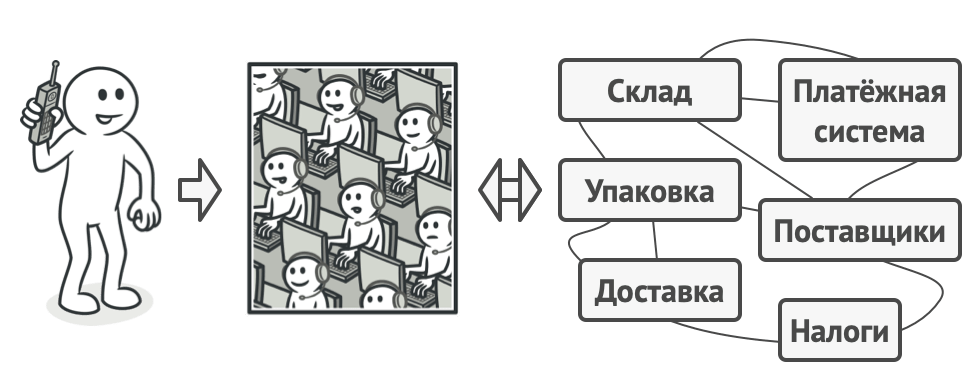 Склад
Платёжная
система
Упаковка
Поставщики
Доставка
Налоги